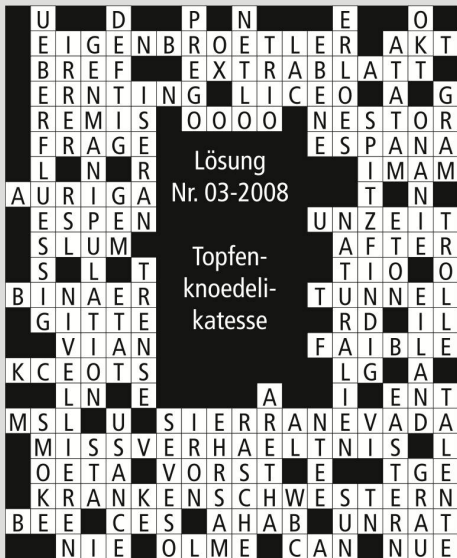 U D P N E O
EIGENBROETLER AKT
BREF EXTRABLATT
ERNTING LICEO A G
REMIS OOOO NESTOR
FRAGE ESPANA
L N R IMAM
AURIGA T N
ESPEN UNZEIT
SLUM AFTER
S L T TIO O
BINAER TUNNEL
GITTE RD IL
VIAN FAIBLE
KCEOTS LG A
LN E A I ENT
MSL U SIERRANEVADA
MISSVERHAELTNIS L
OETA VORST E TGE
KRANKENSCHWESTERN
BEE CES AHAB UNRAT
NIE OLME CAN NUE
Lösung
Nr. 03-2008
Topfen-
knoedeli-
katesse